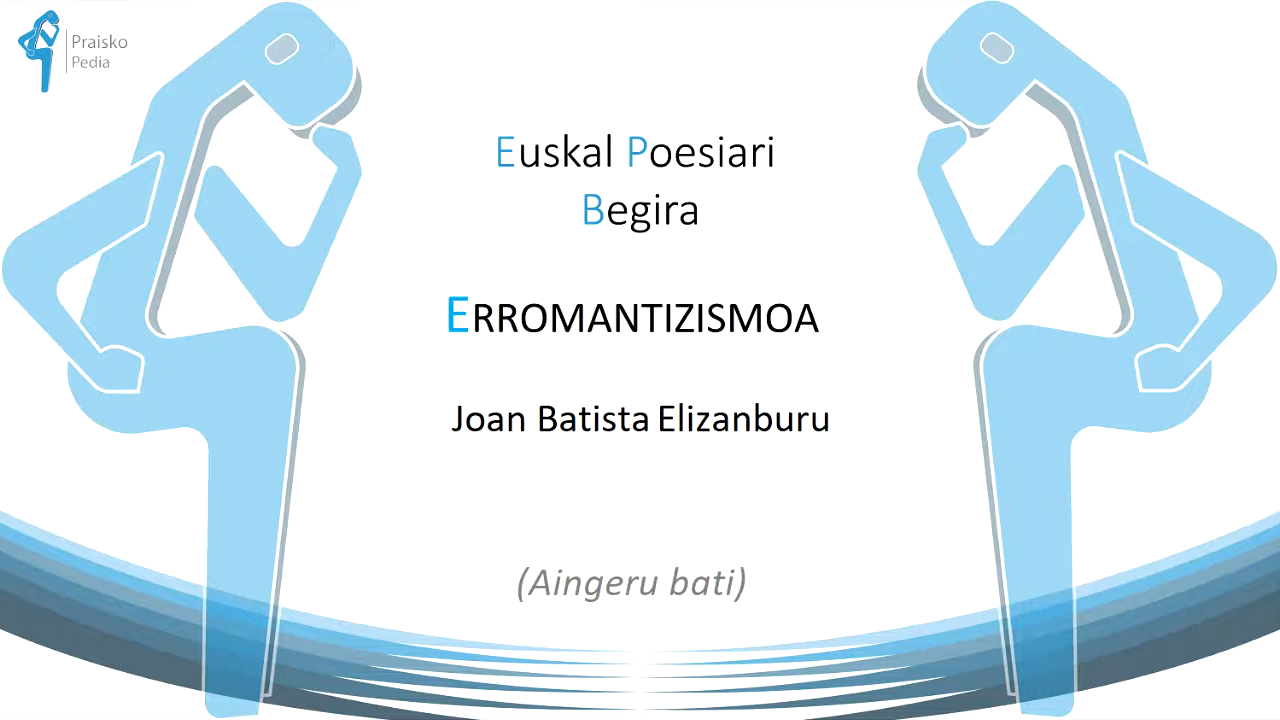 Praisko
Pedia
Euskal Poesiari
Begira
ERROMANTIZISMOA
Joan Batista Elizanburu
(Aingeru bati)